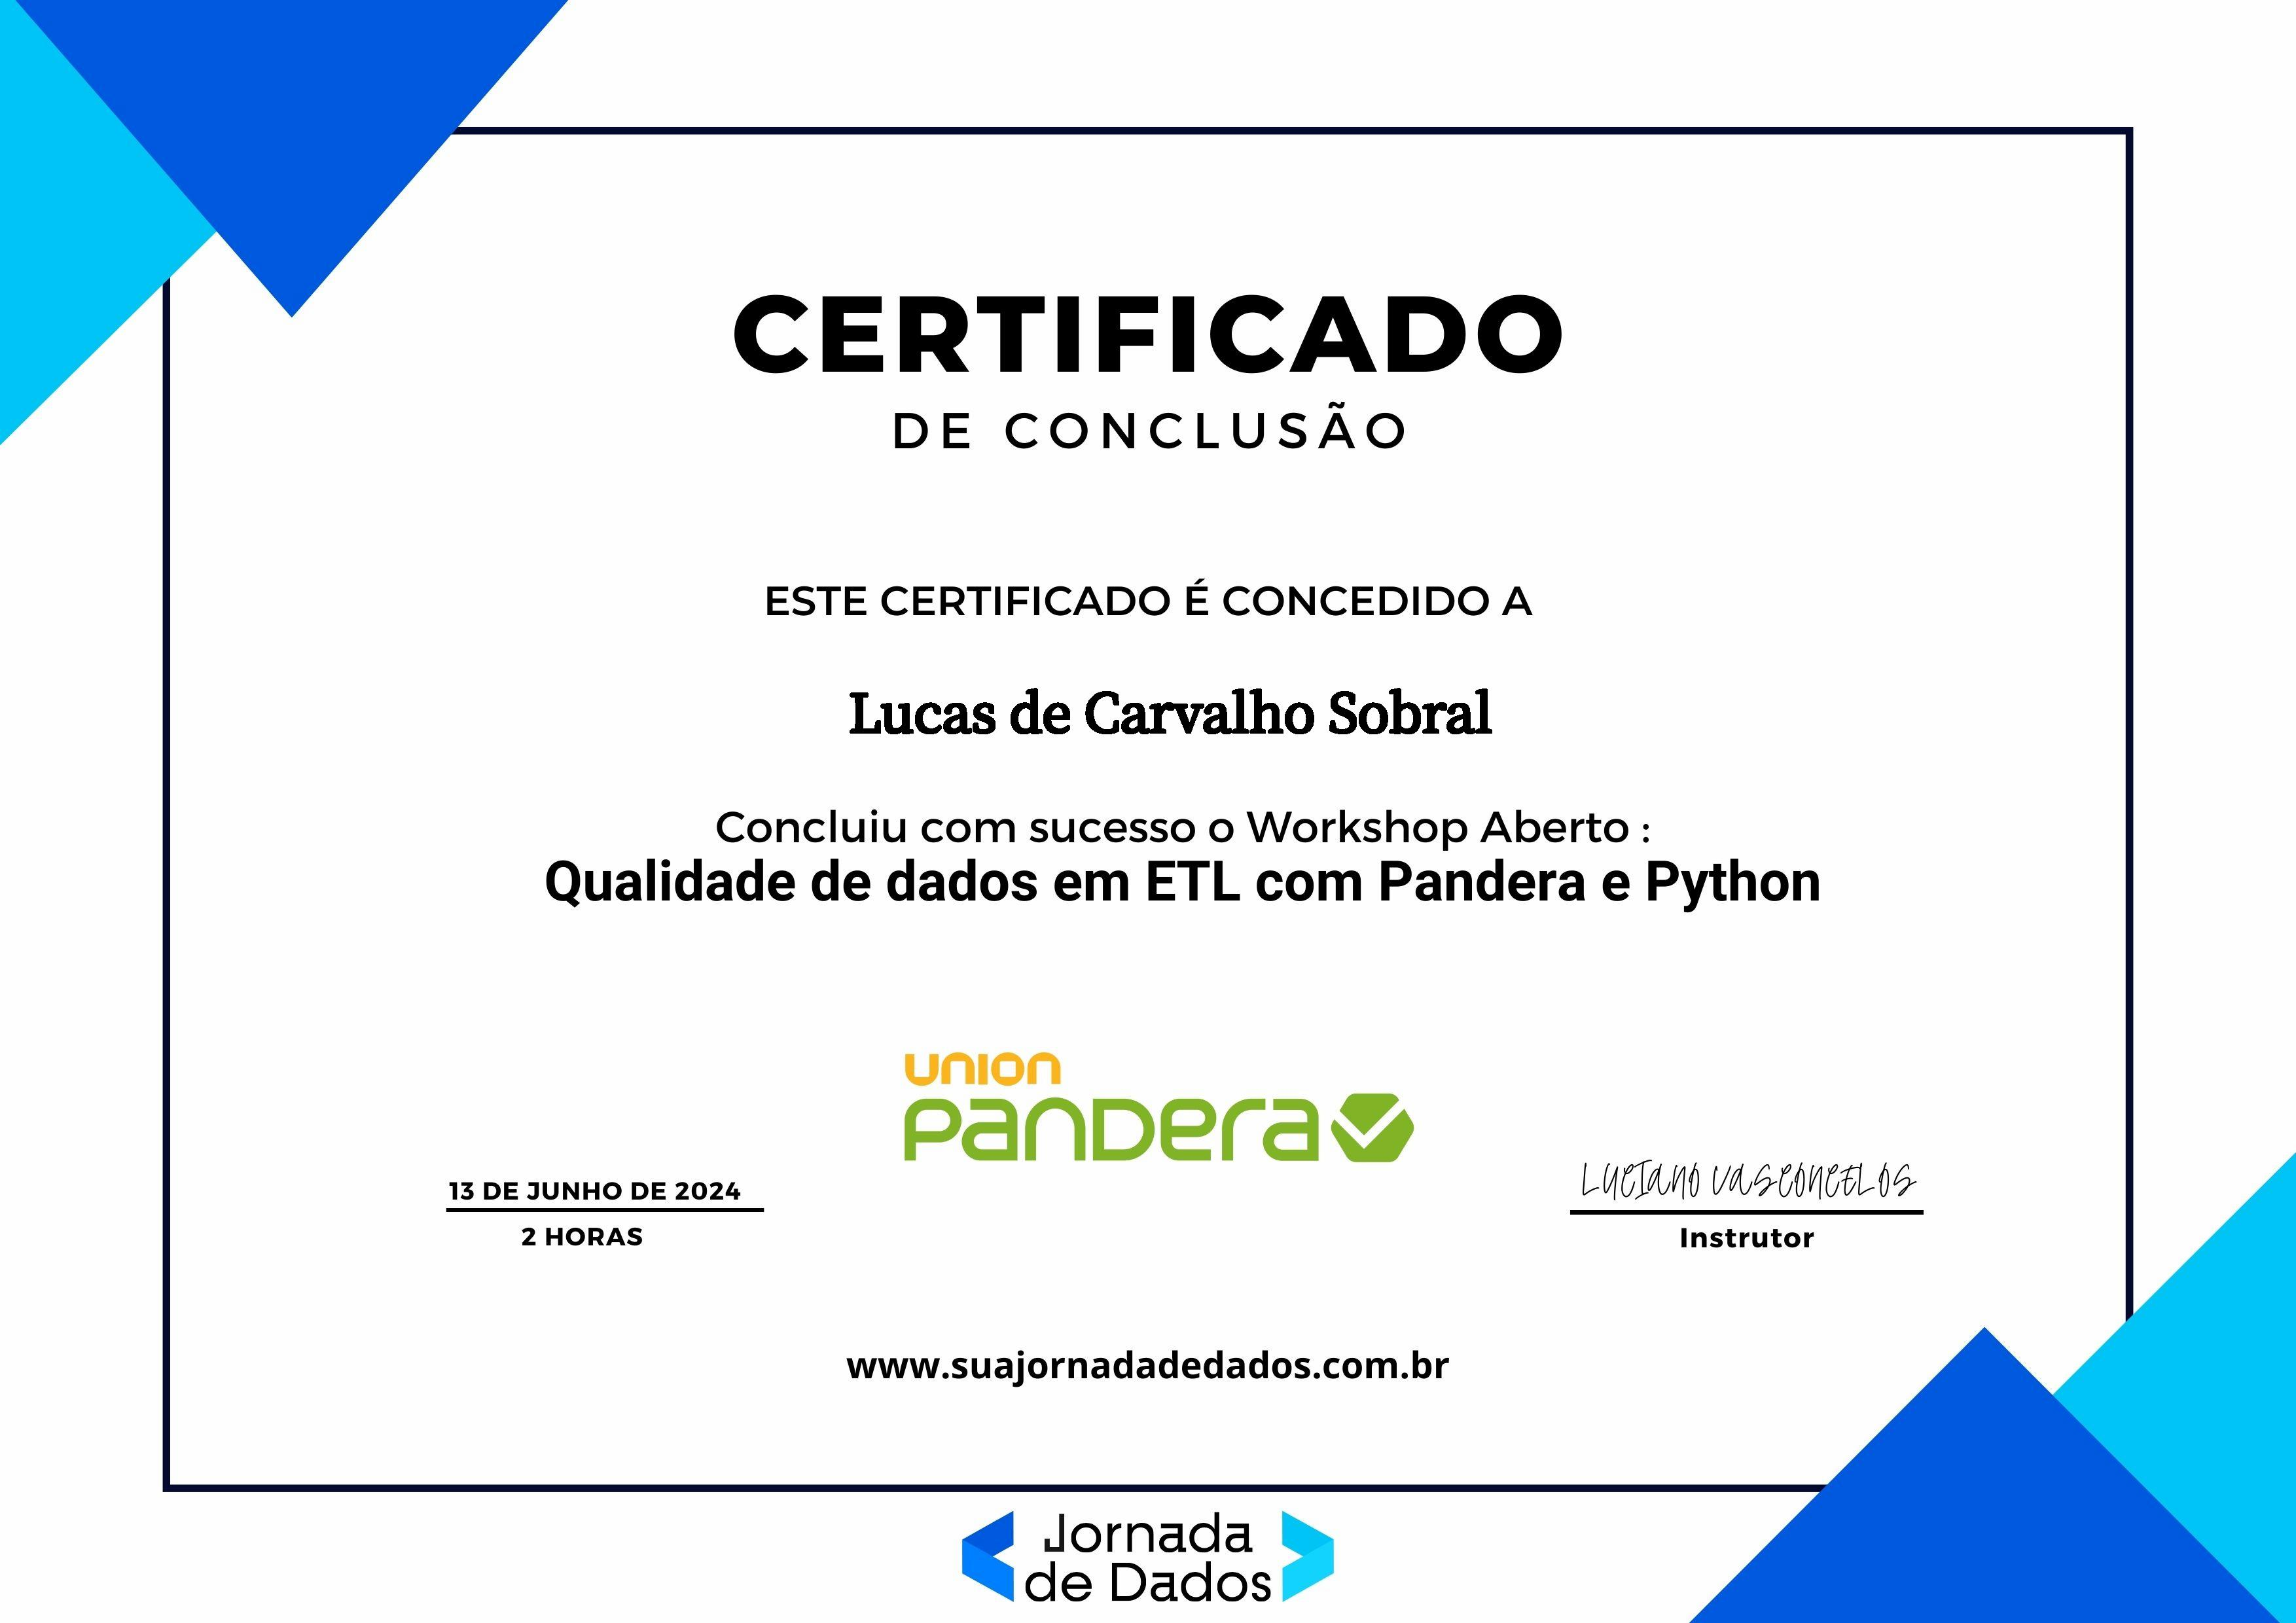 CERTIFICADO
DE CONCLUSÃO
ESTE CERTIFICADO É CONCEDIDO A
Lucas de Carvalho Sobral
Concluiu com sucesso o Workshop Aberto :
Qualidade de dados em ETL com Pandera e Python
union
pandera
13 DE JUNHO DE 2024
2 HORAS
Luciano Vasconcelos
Instrutor
www.suajornadadedados.com.br
Jornada
de Dados